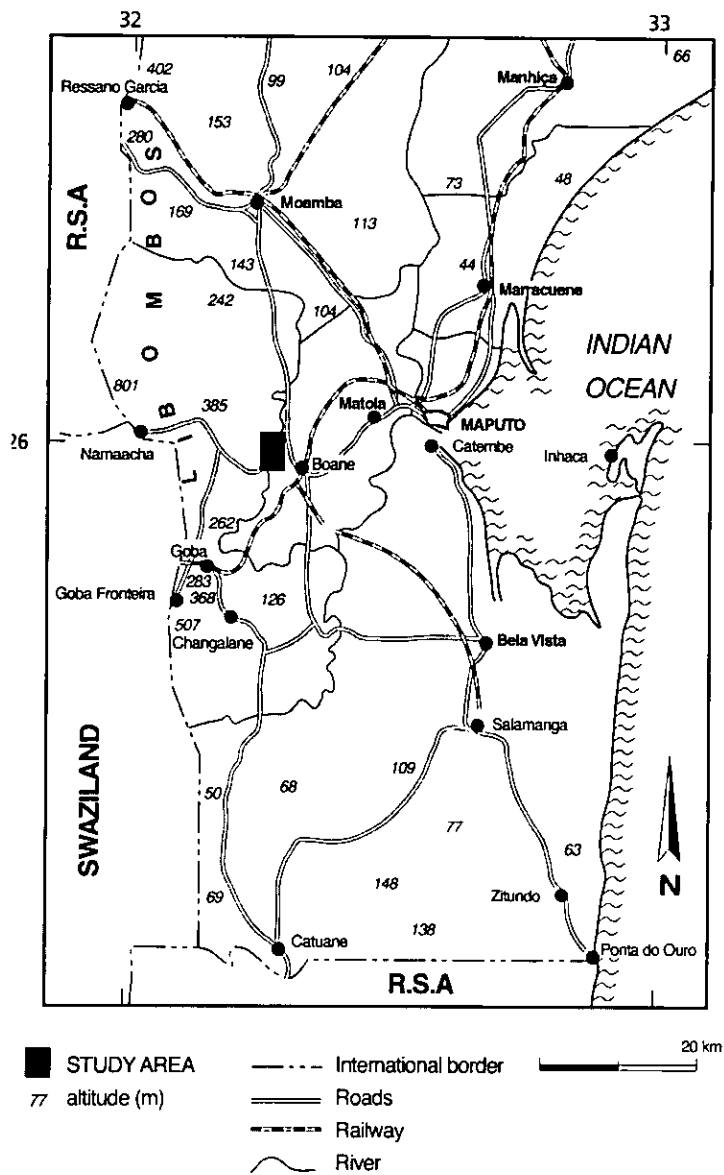 32 33
402
99
104
66
Ressano Garcia
Manhiça
153
280
R.S.A
LIBOMBOS
73
48
169
Moamba
113
143
44
242
Marracuene
104
INDIAN
OCEAN
801
385
Matola
MAPUTO
26
Namaacha
Catembe
Inhaca
Boane
262
Goba
283
Goba Fronteira
368
126
507
Changalane
Bela Vista
Salamanga
SWAZILAND
50
68
109
77
63
N
69
148
Zitundo
138
Catuane
Ponta do Ouro
R.S.A
STUDY AREA
International border
20 km
77 altitude (m)
Roads
Railway
River